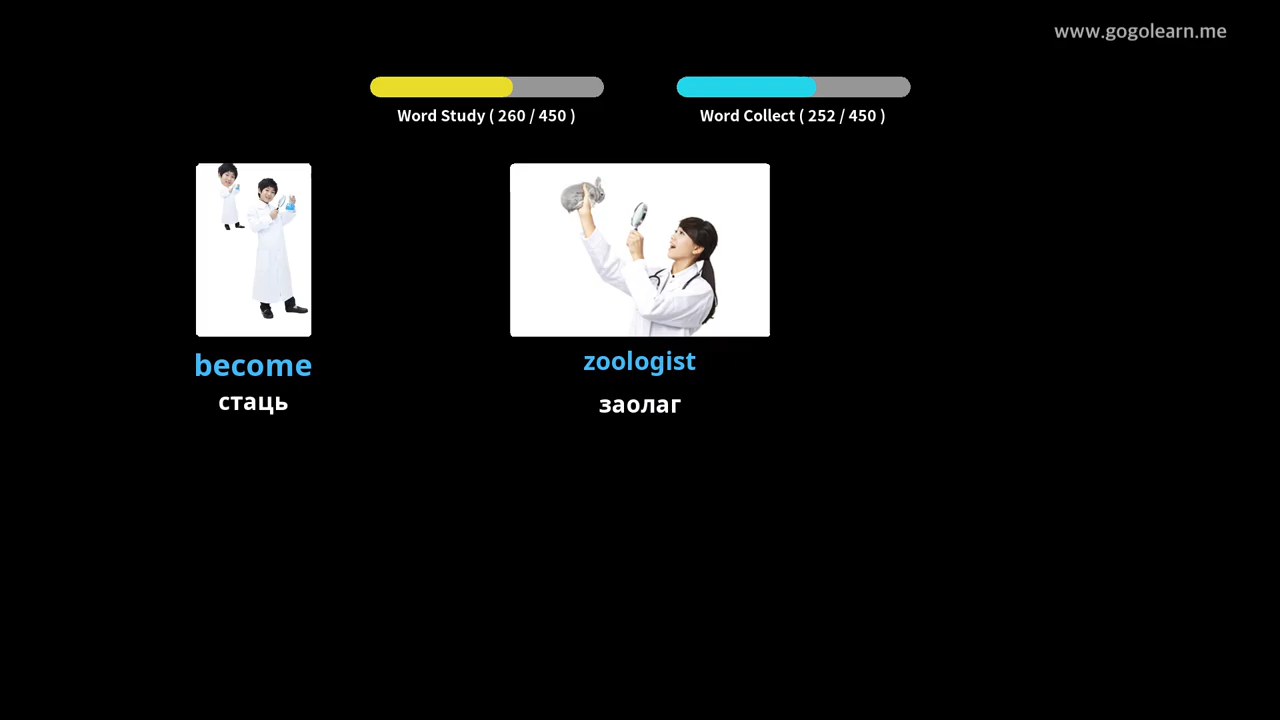 www.gogolearn.me
Word Study ( 260 / 450 )
Word Collect ( 252 / 450 )
become
стаць
zoologist
заолаг